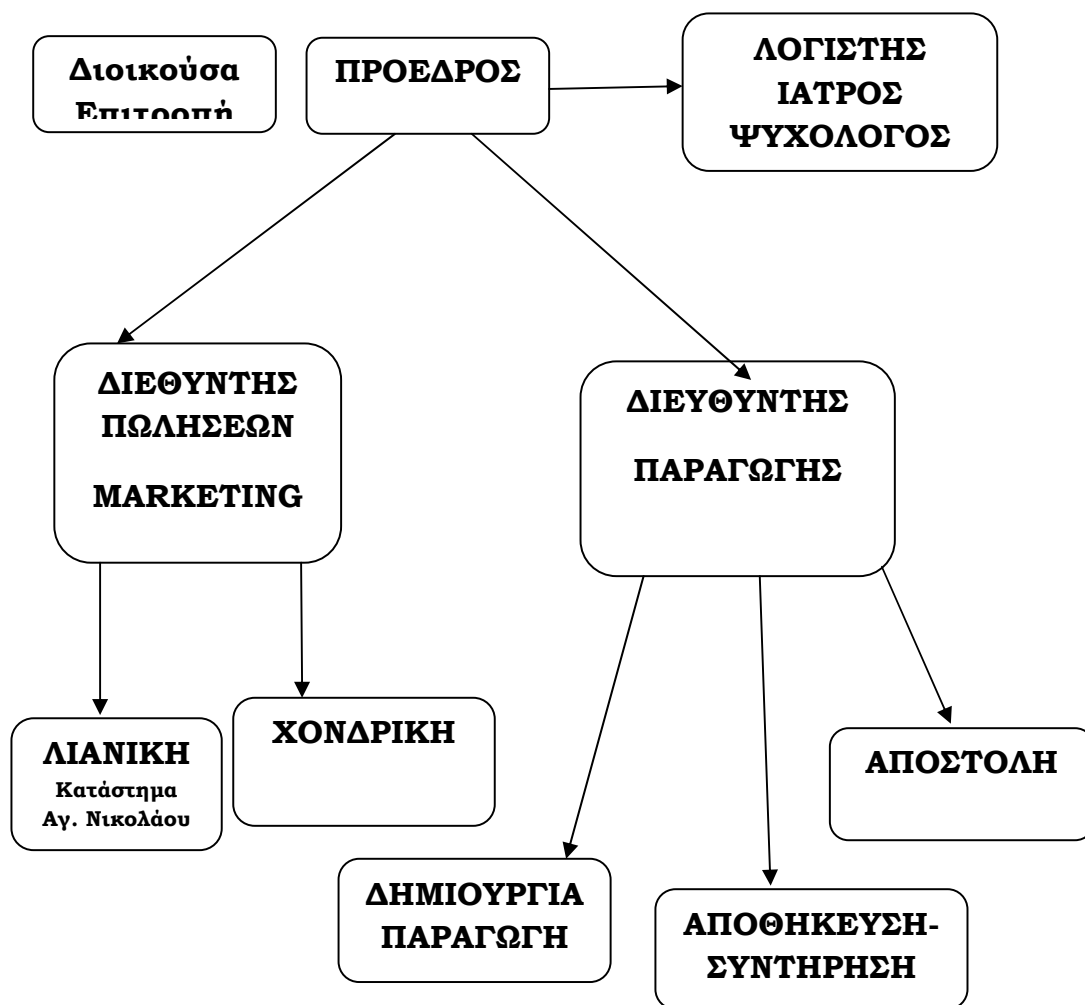 Διοικούσα
Επιτροπή
ΠΡΟΕΔΡΟΣ
ΛΟΓΙΣΤΗΣ
ΙΑΤΡΟΣ
ΨΥΧΟΛΟΓΟΣ
ΔΙΕΘΥΝΤΗΣ
ΠΩΛΗΣΕΩΝ
MARKETING
ΔΙΕΥΘΥΝΤΗΣ
ΠΑΡΑΓΩΓΗΣ
ΛΙΑΝΙΚΗ
Κατάστημα
Αγ. Νικολάου
ΧΟΝΔΡΙΚΗ
ΑΠΟΣΤΟΛΗ
ΔΗΜΙΟΥΡΓΙΑ
ΠΑΡΑΓΩΓΗ
ΑΠΟΘΗΚΕΥΣΗ-
ΣΥΝΤΗΡΗΣΗ